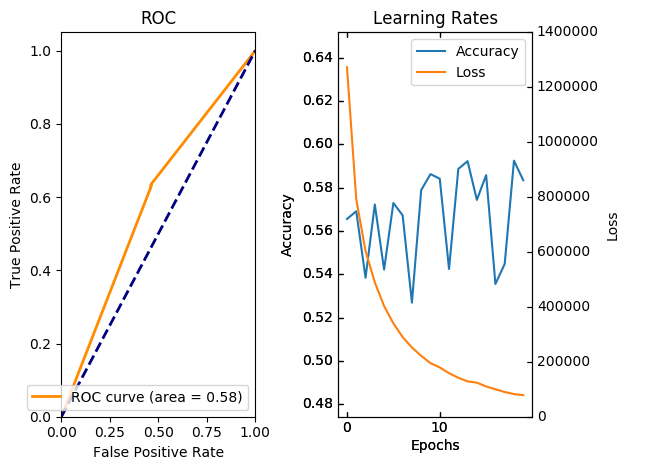 ROC
True Positive Rate
1.0
0.8
0.6
0.4
0.2
0.0
ROC curve (area = 0.58)
0.00 0.25 0.50 0.75 1.00
False Positive Rate
Learning Rates
Accuracy
0.64
0.62
0.60
0.58
0.56
0.54
0.52
0.50
0.48
Accuracy
Loss
0 10
Epochs
1400000
1200000
1000000
800000
600000
400000
200000
0
Loss